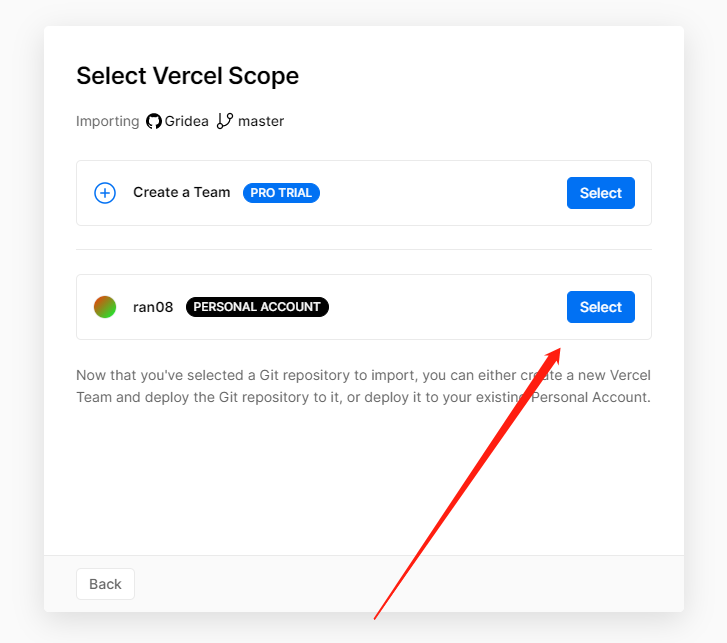 Select Vercel Scope
Importing Gridea master
Create a Team PRO TRIAL Select
ran08 PERSONAL ACCOUNT Select
Now that you've selected a Git repository to import, you can either create a new Vercel
Team and deploy the Git repository to it, or deploy it to your existing Personal Account.
Back